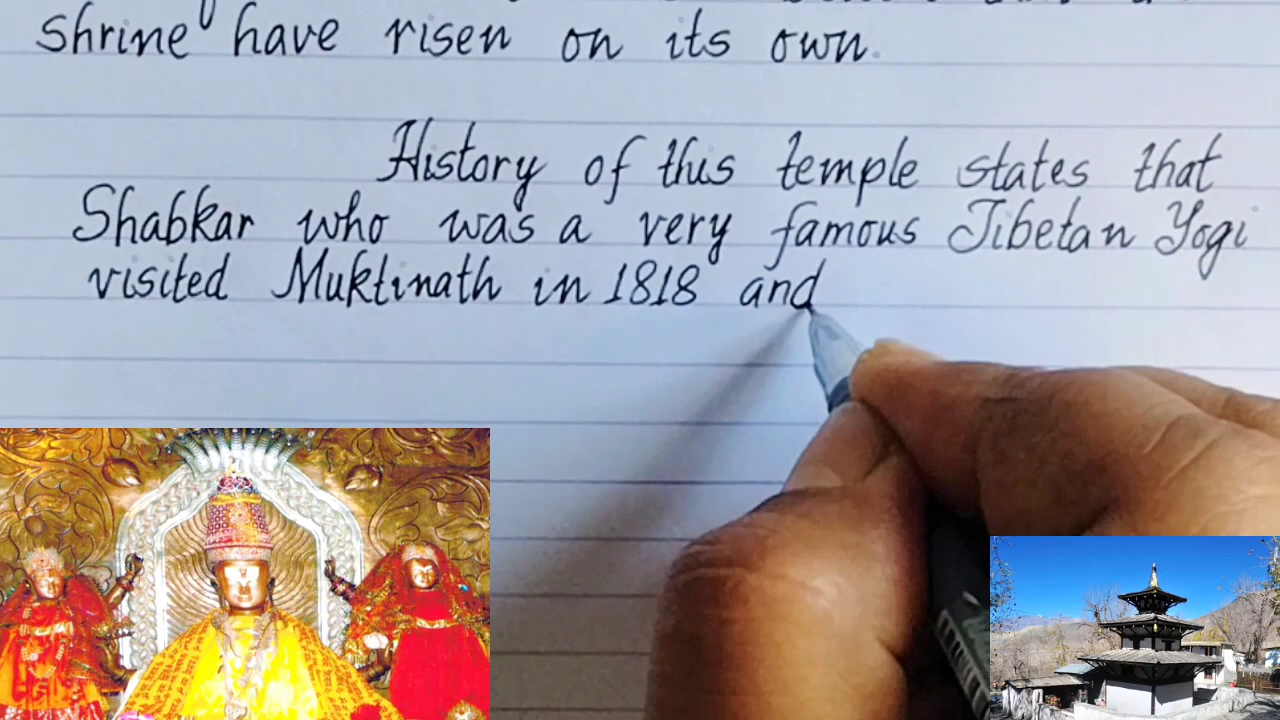 shrine have risen on its own.
History of this temple states that
Shabkar who was a very famous Tibetan Yogi
visited Muktinath in 1818 and